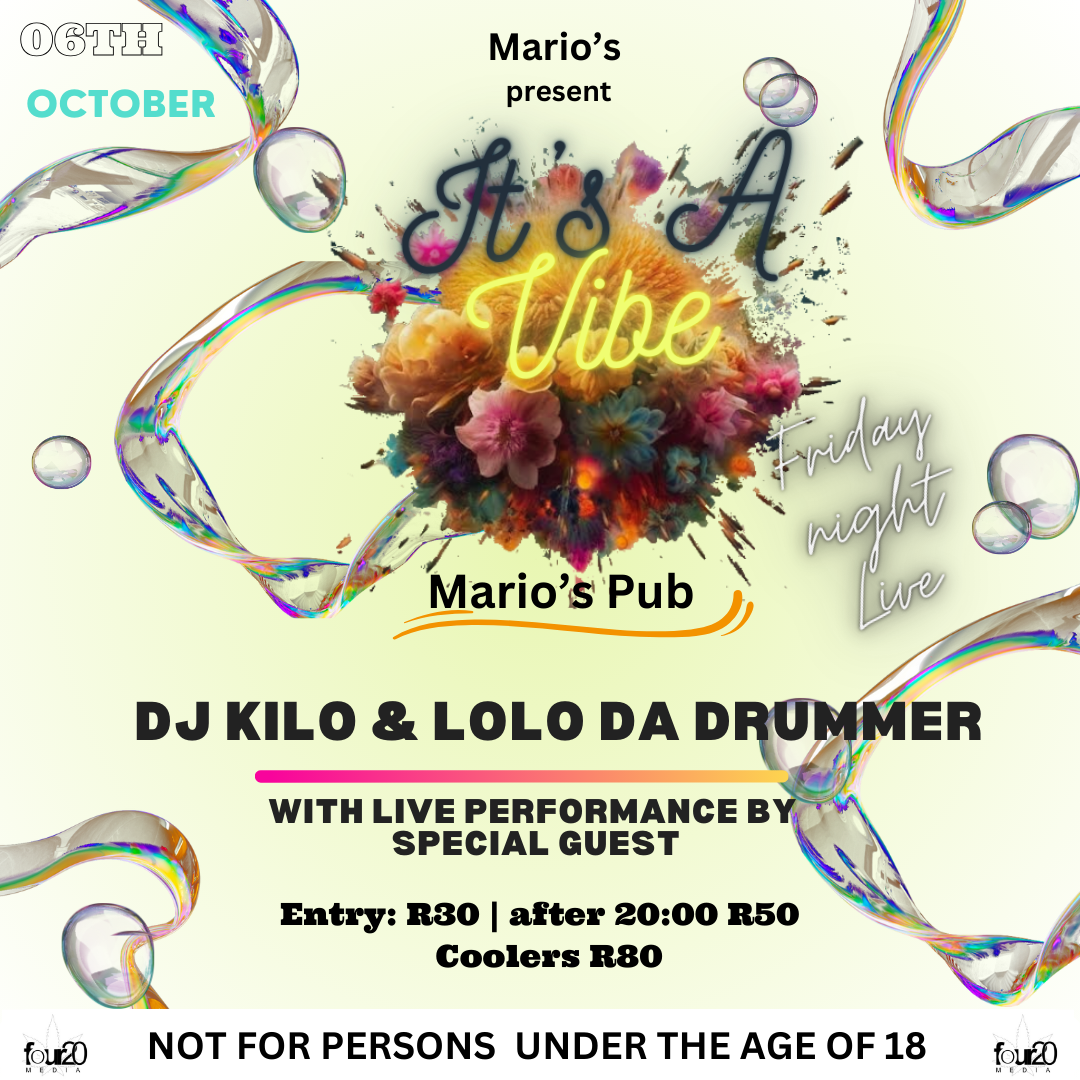 06TH
OCTOBER
Mario's
present
It's A
Vibe
Friday
night
Live
Mario's Pub
DJ KILO & LOLO DA DRUMMER
WITH LIVE PERFORMANCE BY
SPECIAL GUEST
Entry: R30 | after 20:00 R50
Coolers R80
four20
MEDIA
NOT FOR PERSONS UNDER THE AGE OF 18
four20
MEDIA